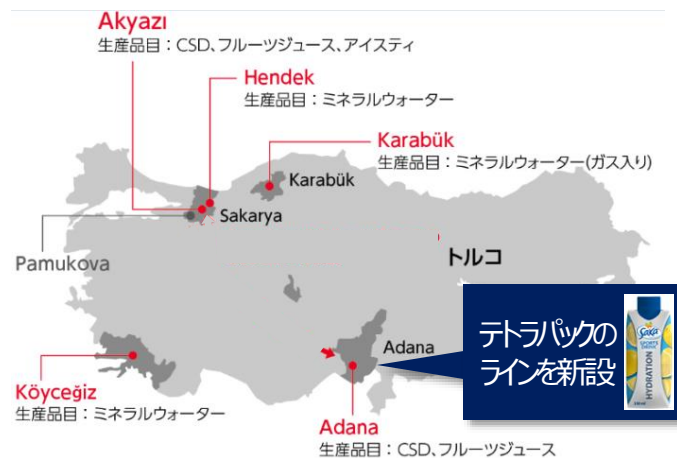 Akyazı
生産品目：CSD、フルーツジュース、アイスティ
Hendek
生産品目：ミネラルウォーター
Karabük
生産品目：ミネラルウォーター(ガス入り)
Karabük
Sakarya
Pamukova
トルコ
テトラパックの
ラインを新設
Saka
SPORTS
DRINK
HYDRATION
Adana
Köyceğiz
生産品目：ミネラルウォーター
Adana
生産品目：CSD、フルーツジュース